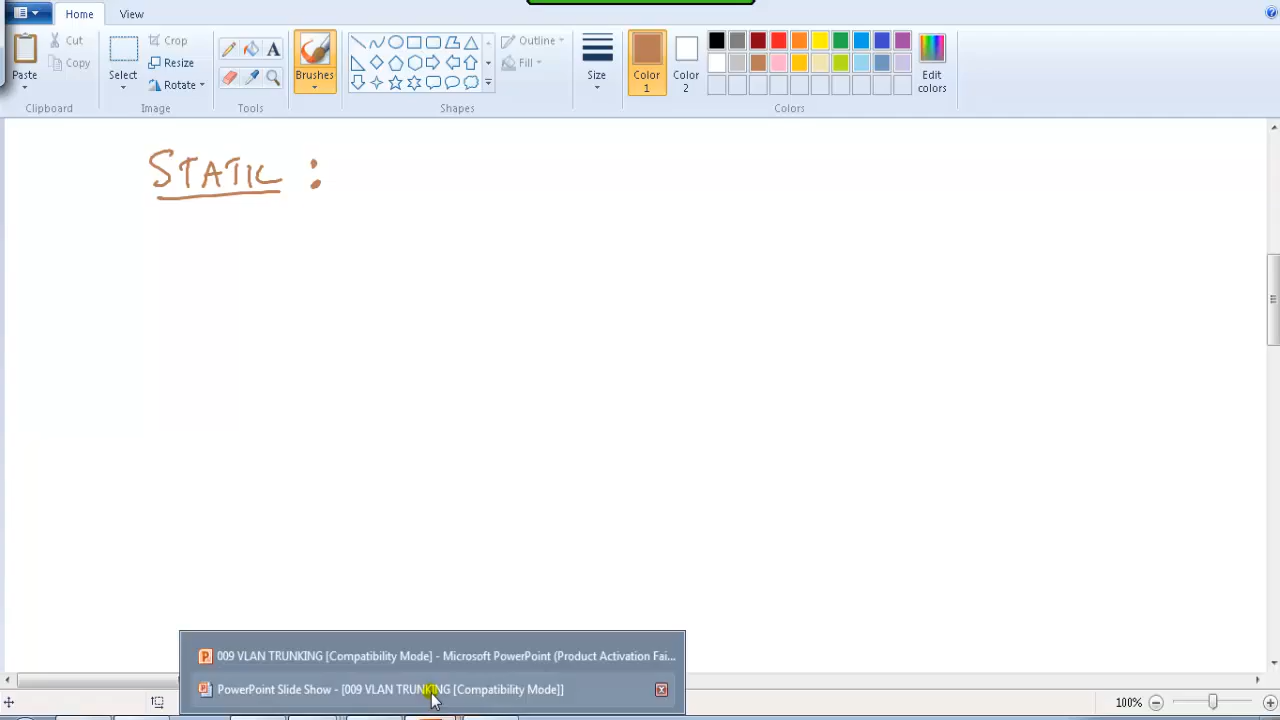 Home
View
Paste
Cut
Copy
Clipboard
Select
Crop
Resize
Rotate
Image
Tools
Brushes
Shapes
Outline
Fill
Size
Color 1
Color 2
Edit colors
Colors
STATIC :
009 VLAN TRUNKING [Compatibility Mode] - Microsoft PowerPoint (Product Activation Fai...
PowerPoint Slide Show - [009 VLAN TRUNKING [Compatibility Mode]]
100%